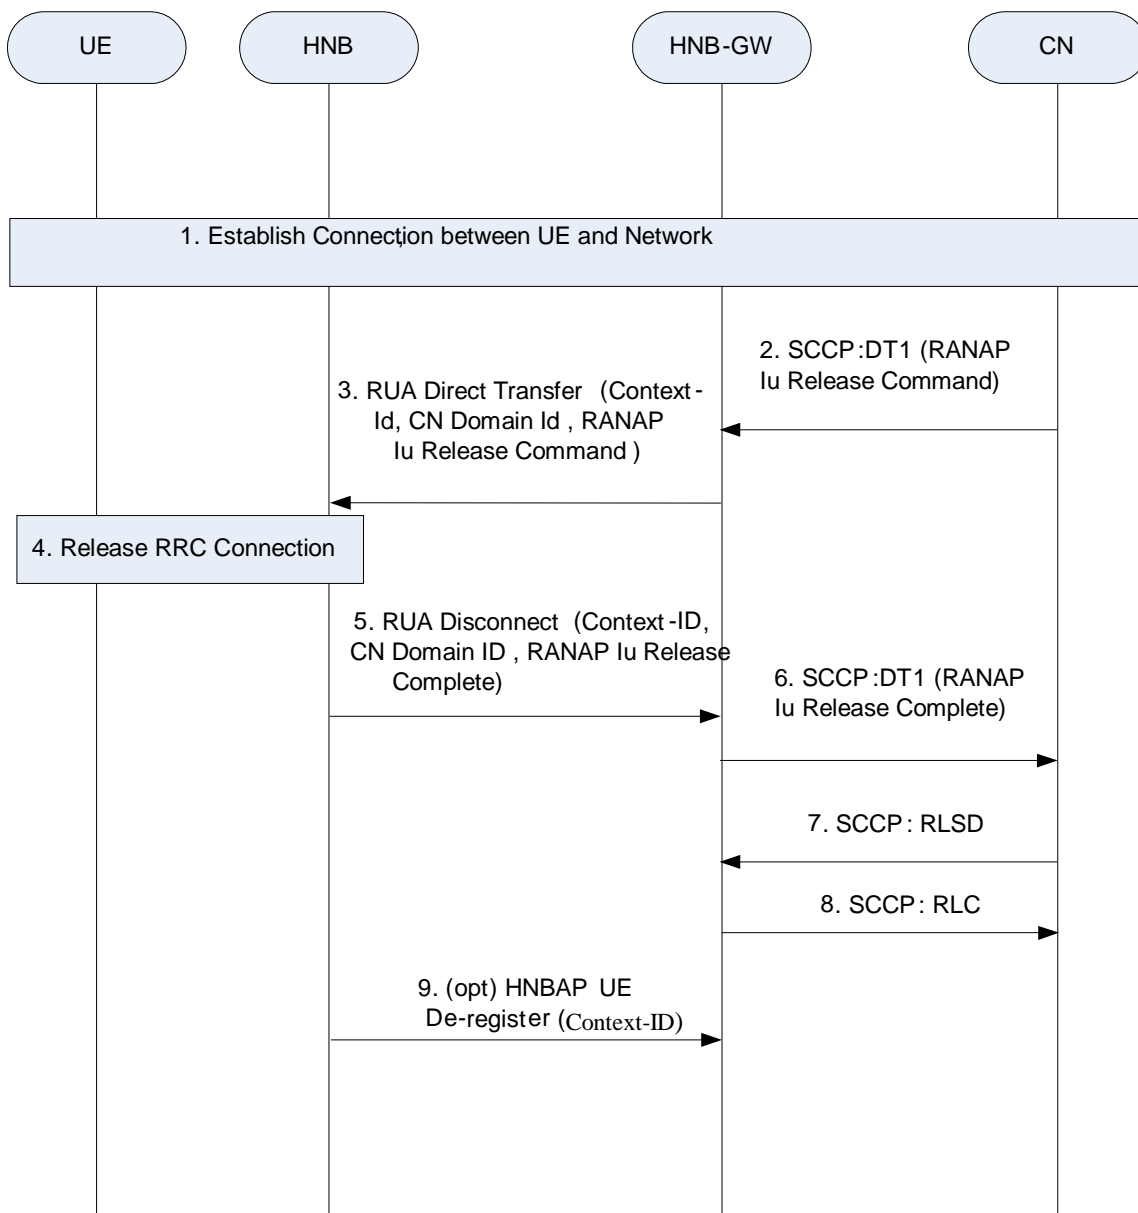 UE
HNB
HNB-GW
CN
1. Establish Connection between UE and Network
2. SCCP:DT1 (RANAP
Iu Release Command)
3. RUA Direct Transfer (Context-
Id, CN Domain Id , RANAP
Iu Release Command )
4. Release RRC Connection
5. RUA Disconnect (Context-ID,
CN Domain ID , RANAP Iu Release
Complete)
6. SCCP:DT1 (RANAP
Iu Release Complete)
7. SCCP: RLSD
8. SCCP: RLC
9. (opt) HNBAP UE
De-register (Context-ID)